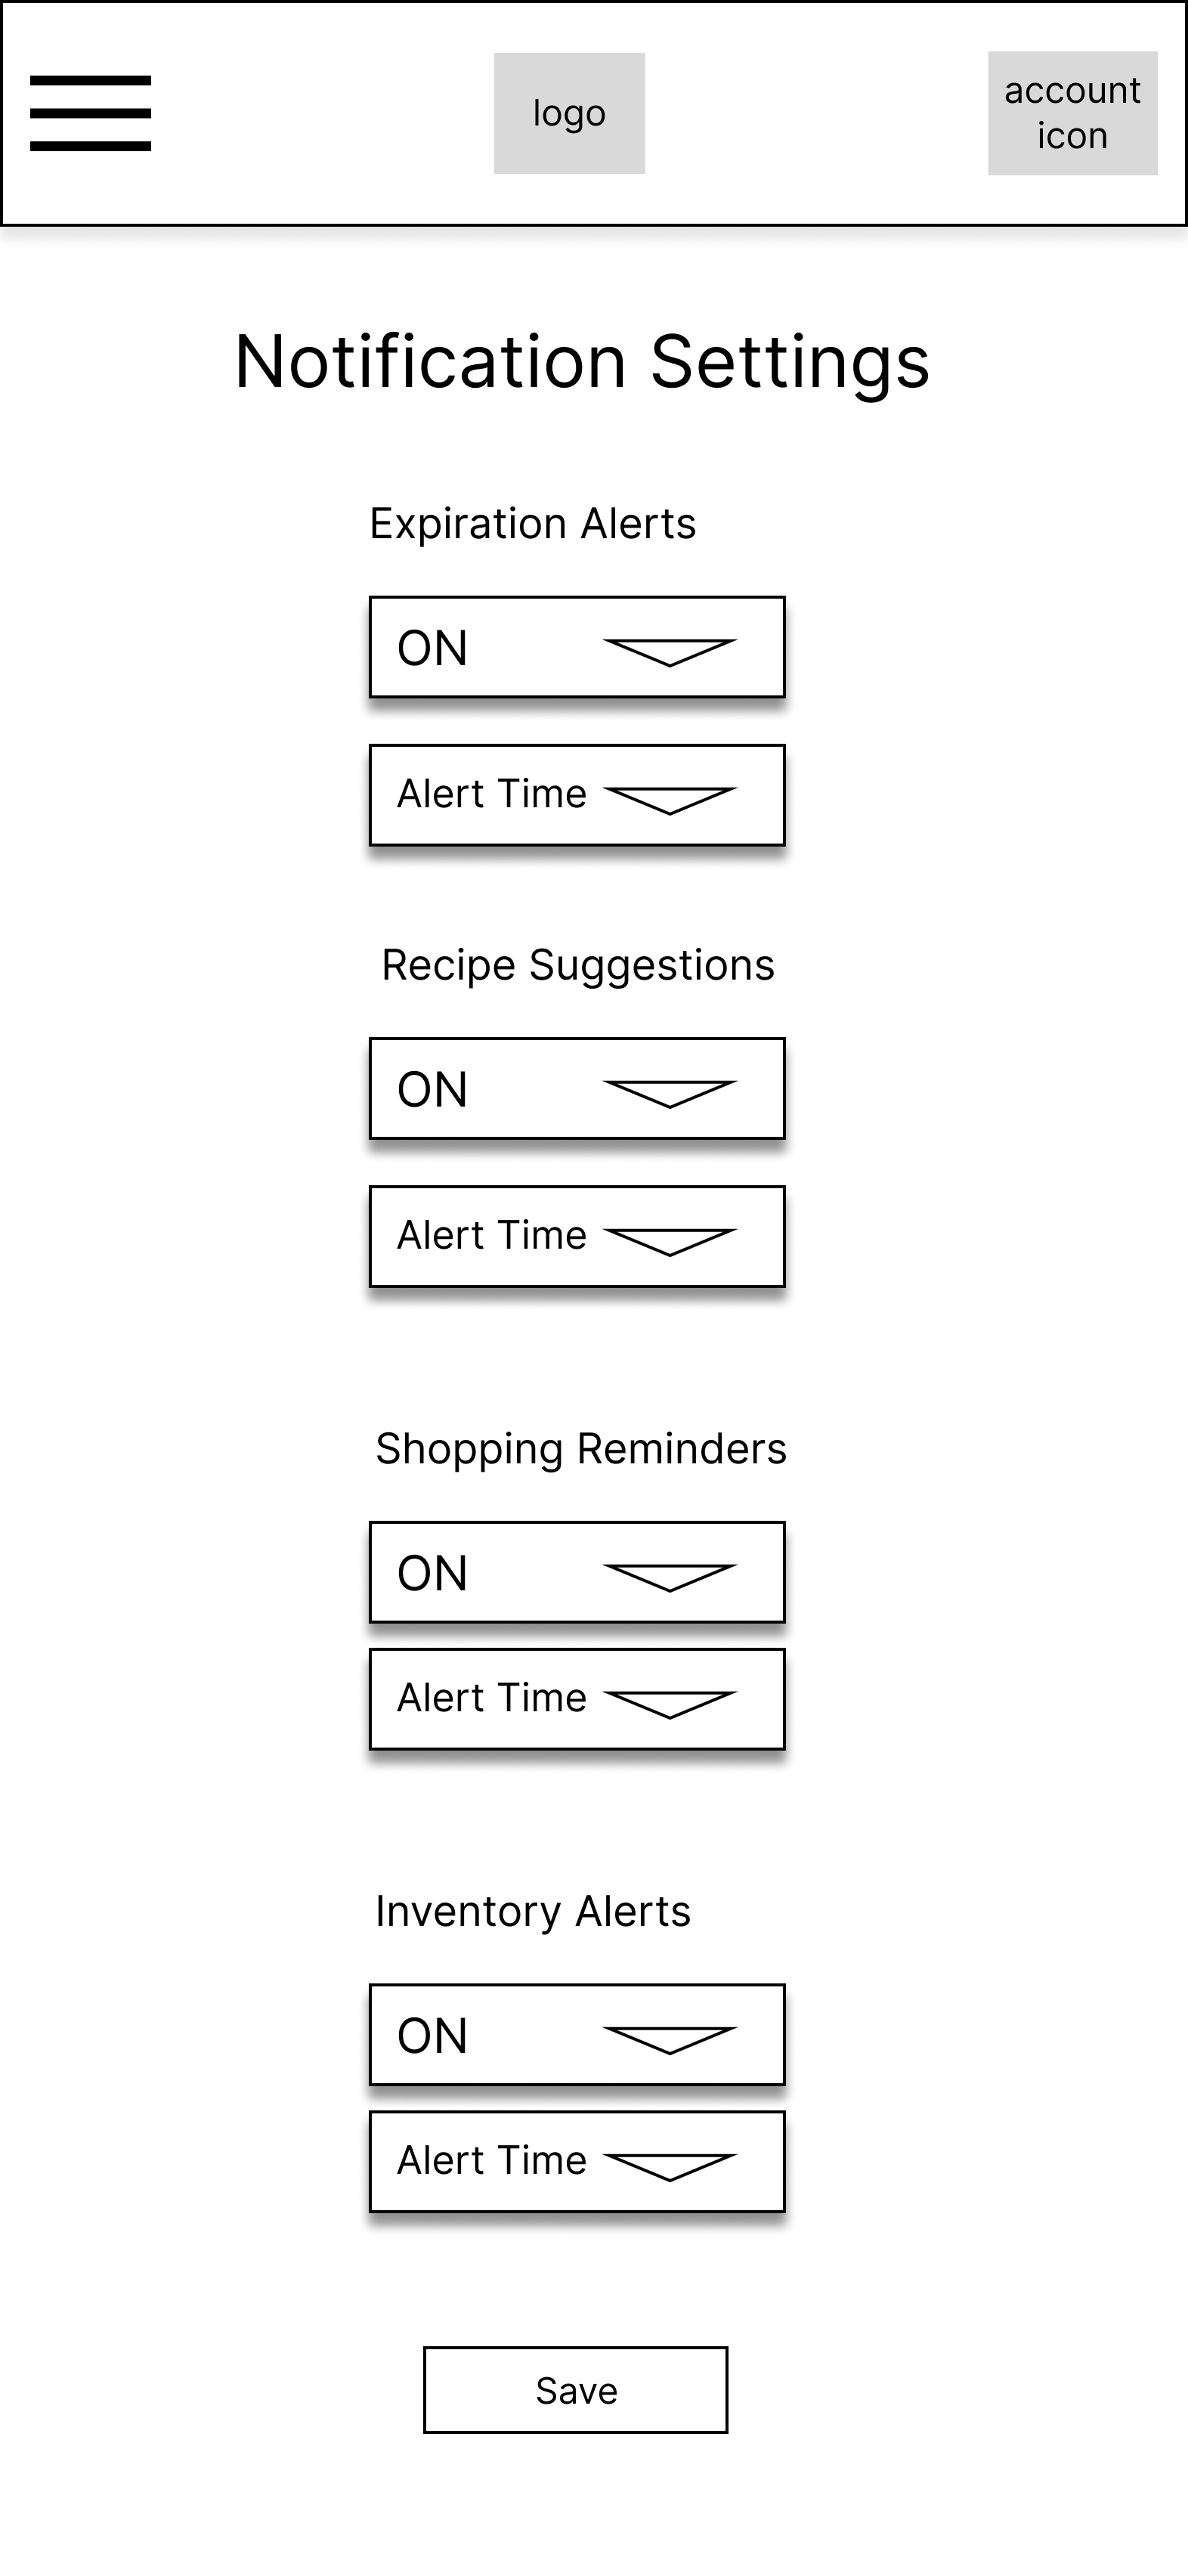 logo
account
icon
Notification Settings
Expiration Alerts
ON
Alert Time
Recipe Suggestions
ON
Alert Time
Shopping Reminders
ON
Alert Time
Inventory Alerts
ON
Alert Time
Save